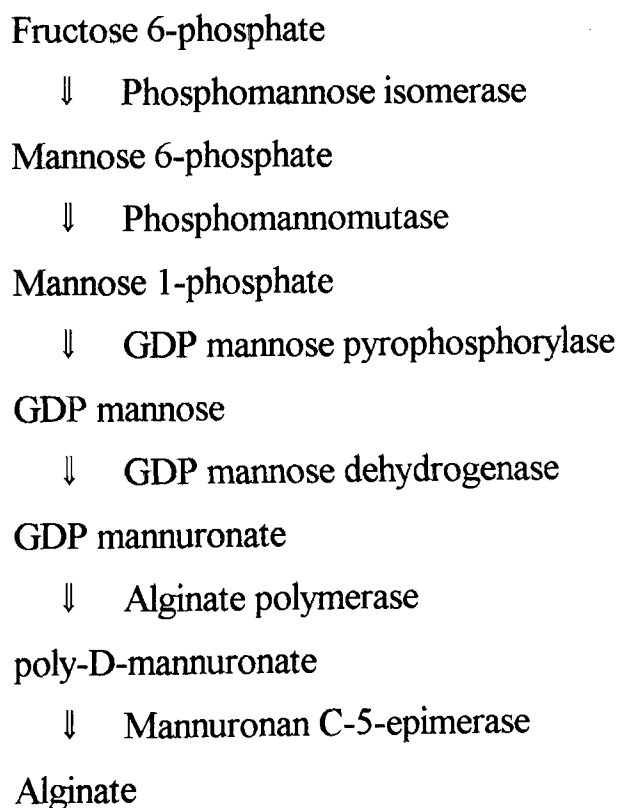 Fructose 6-phosphate
⇓ Phosphomannose isomerase
Mannose 6-phosphate
⇓ Phosphomannomutase
Mannose 1-phosphate
⇓ GDP mannose pyrophosphorylase
GDP mannose
⇓ GDP mannose dehydrogenase
GDP mannuronate
⇓ Alginate polymerase
poly-D-mannuronate
⇓ Mannuronan C-5-epimerase
Alginate